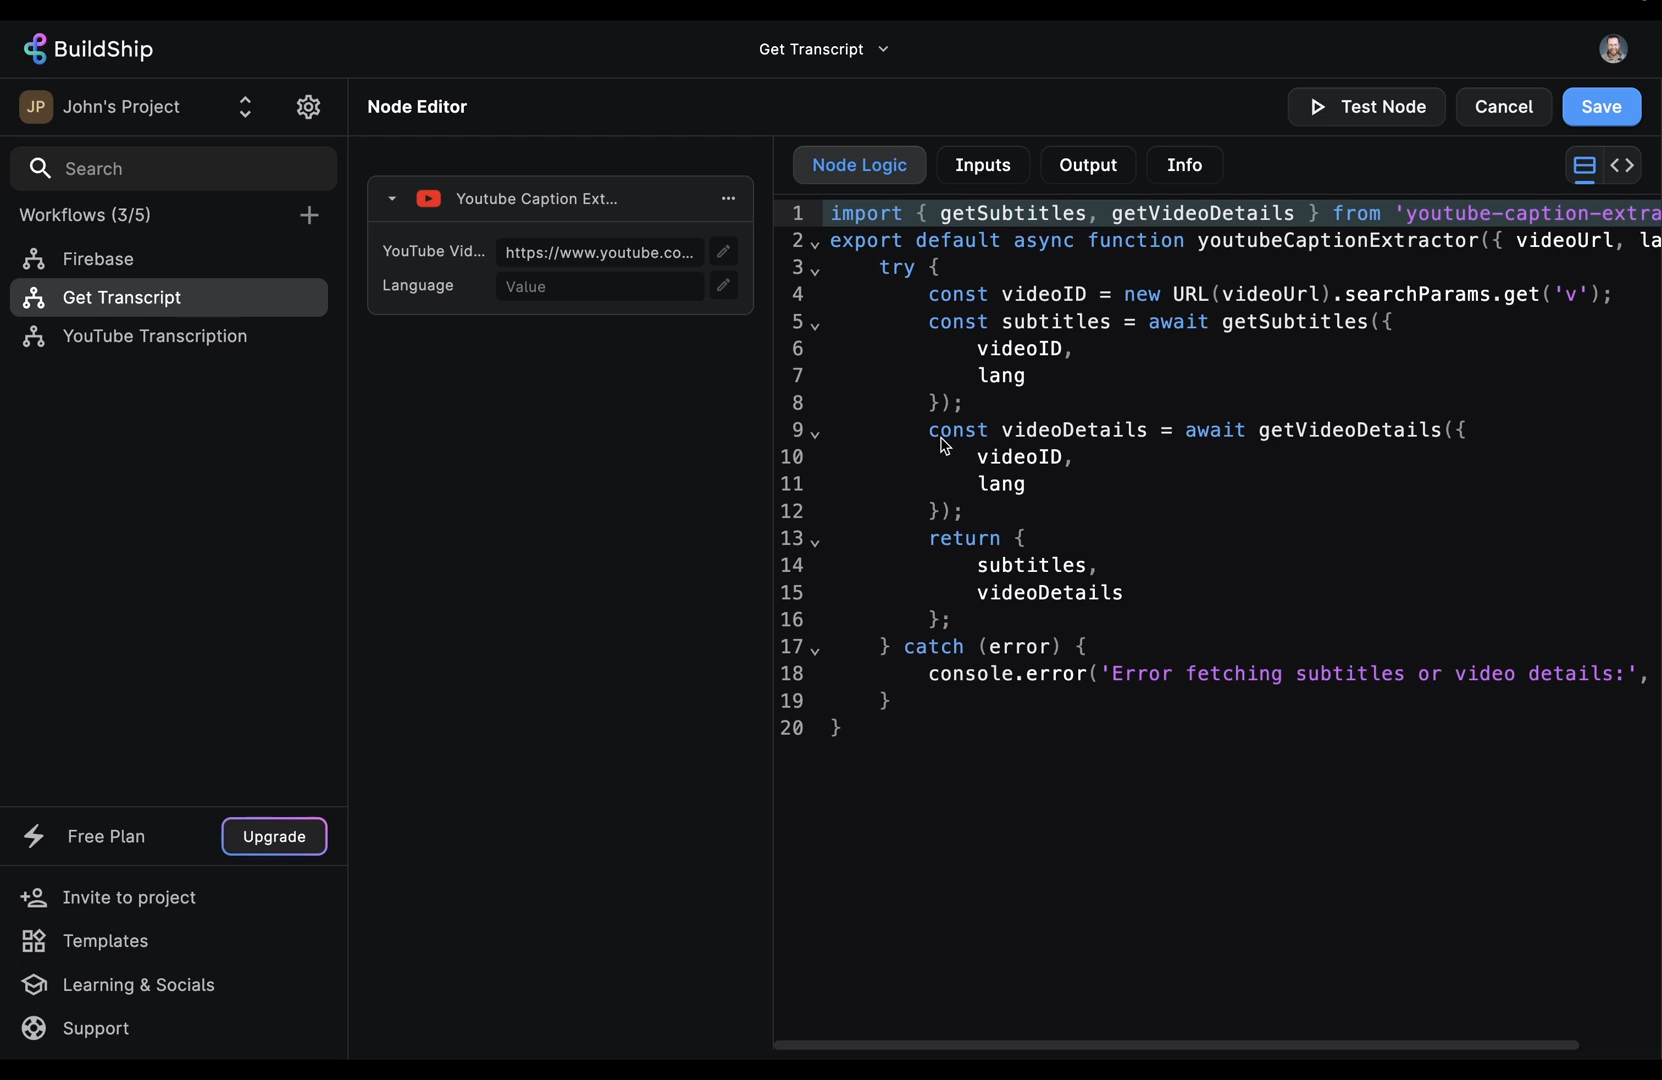 BuildShip
Get Transcript
JP John's Project
Node Editor
Test Node
Cancel
Save
Search
Workflows (3/5)
Firebase
Get Transcript
YouTube Transcription
Free Plan
Upgrade
Invite to project
Templates
Learning & Socials
Support
Youtube Caption Ext...
YouTube Vid... https://www.youtube.co...
Language Value
Node Logic
Inputs
Output
Info
1 import { getSubtitles, getVideoDetails } from 'youtube-caption-extra
2 export default async function youtubeCaptionExtractor({ videoUrl, la
3 try {
4 const videoID = new URL(videoUrl).searchParams.get('v');
5 const subtitles = await getSubtitles({
6 videoID,
7 lang
8 });
9 const videoDetails = await getVideoDetails({
10 videoID,
11 lang
12 });
13 return {
14 subtitles,
15 videoDetails
16 };
17 } catch (error) {
18 console.error('Error fetching subtitles or video details:',
19 }
20 }